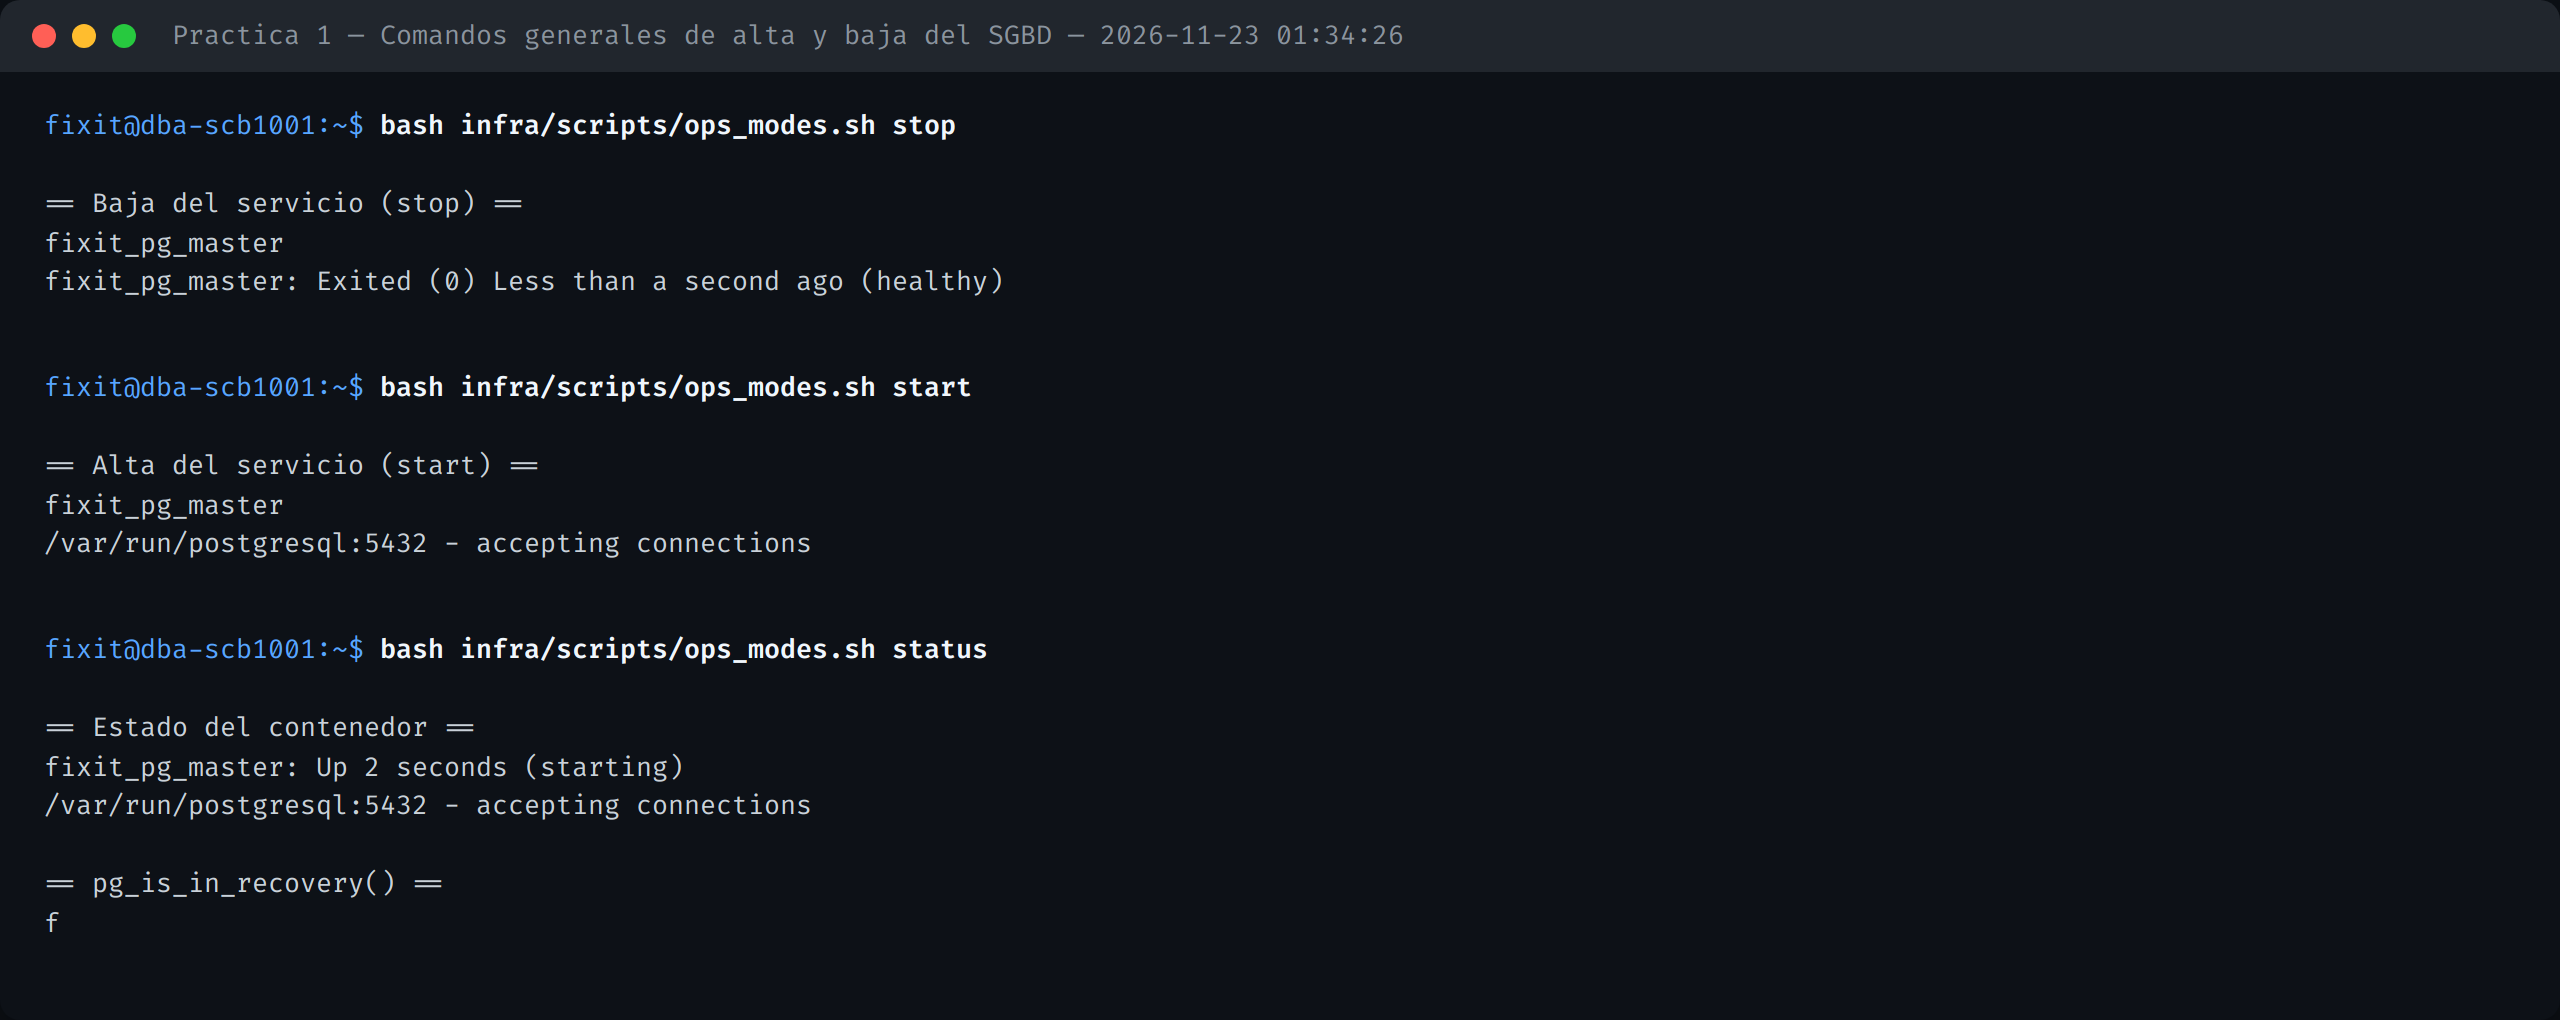 Practica 1 — Comandos generales de alta y baja del SGBD — 2026-11-23 01:34:26
fixit@dba-scb1001:~$ bash infra/scripts/ops_modes.sh stop
== Baja del servicio (stop) ==
fixit_pg_master
fixit_pg_master: Exited (0) Less than a second ago (healthy)
fixit@dba-scb1001:~$ bash infra/scripts/ops_modes.sh start
== Alta del servicio (start) ==
fixit_pg_master
/var/run/postgresql:5432 - accepting connections
fixit@dba-scb1001:~$ bash infra/scripts/ops_modes.sh status
== Estado del contenedor ==
fixit_pg_master: Up 2 seconds (starting)
/var/run/postgresql:5432 - accepting connections
== pg_is_in_recovery() ==
f